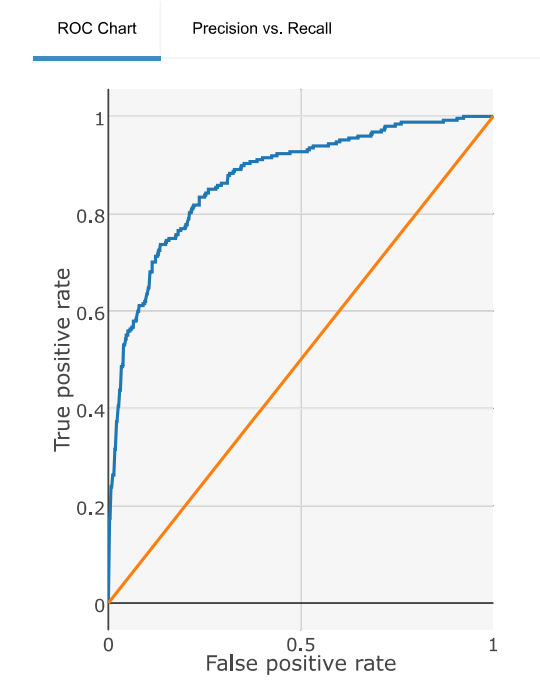 ROC Chart
Precision vs. Recall
1
0.8
0.6
0.4
0.2
0
True positive rate
0
0.5
1
False positive rate